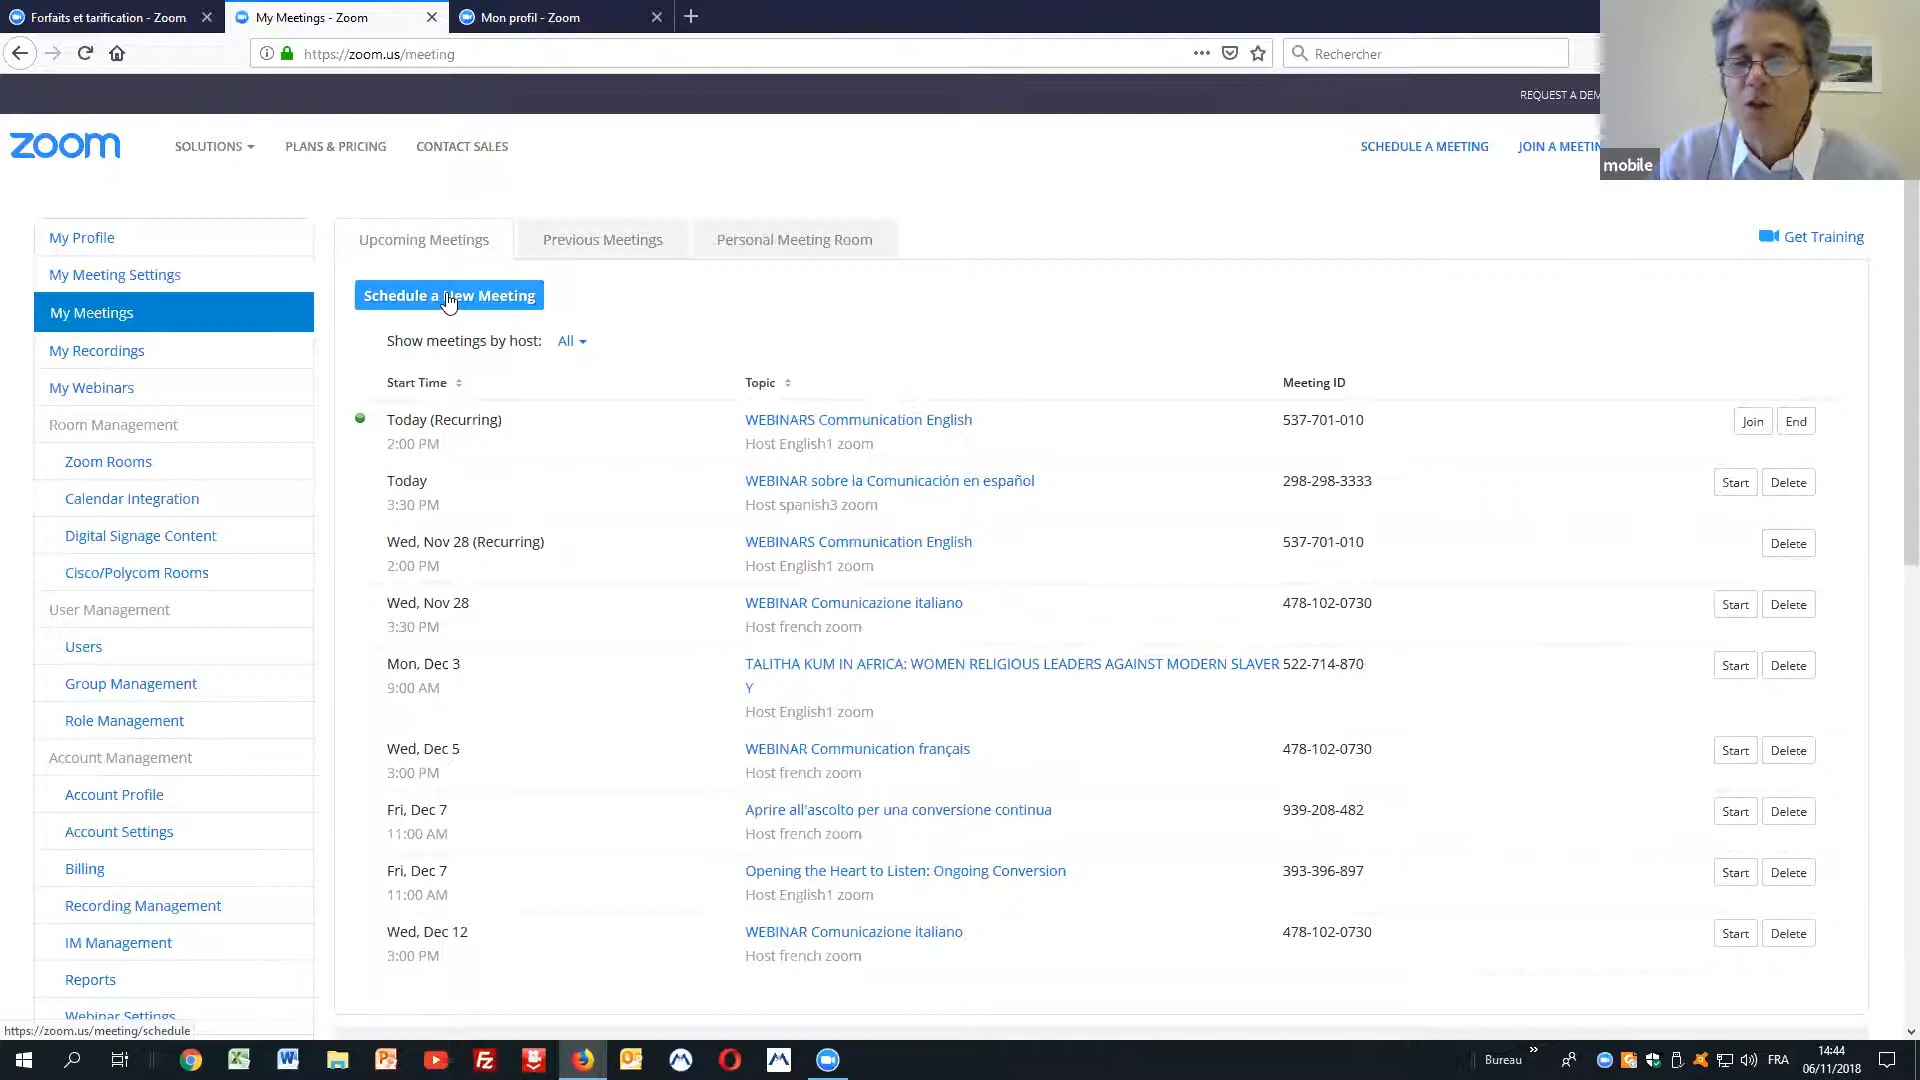 Forfaits et tarification - Zoom
My Meetings - Zoom
Mon profil - Zoom
https://zoom.us/meeting
Rechercher
REQUEST A DEM
zoom
SOLUTIONS
PLANS & PRICING
CONTACT SALES
SCHEDULE A MEETING
JOIN A MEETIN
mobile
My Profile
My Meeting Settings
My Meetings
My Recordings
My Webinars
Room Management
Zoom Rooms
Calendar Integration
Digital Signage Content
Cisco/Polycom Rooms
User Management
Users
Group Management
Role Management
Account Management
Account Profile
Account Settings
Billing
Recording Management
IM Management
Reports
Webinar Settings
https://zoom.us/meeting/schedule
Upcoming Meetings
Previous Meetings
Personal Meeting Room
Get Training
Schedule a New Meeting
Show meetings by host: All
Start Time Topic Meeting ID
Today (Recurring) WEBINARS Communication English 537-701-010 Join End
2:00 PM Host English1 zoom
Today WEBINAR sobre la Comunicación en español 298-298-3333 Start Delete
3:30 PM Host spanish3 zoom
Wed, Nov 28 (Recurring) WEBINARS Communication English 537-701-010 Delete
2:00 PM Host English1 zoom
Wed, Nov 28 WEBINAR Comunicazione italiano 478-102-0730 Start Delete
3:30 PM Host french zoom
Mon, Dec 3 TALITHA KUM IN AFRICA: WOMEN RELIGIOUS LEADERS AGAINST MODERN SLAVER 522-714-870 Start Delete
9:00 AM Y
Host English1 zoom
Wed, Dec 5 WEBINAR Communication français 478-102-0730 Start Delete
3:00 PM Host french zoom
Fri, Dec 7 Aprire all'ascolto per una conversione continua 939-208-482 Start Delete
11:00 AM Host french zoom
Fri, Dec 7 Opening the Heart to Listen: Ongoing Conversion 393-396-897 Start Delete
11:00 AM Host English1 zoom
Wed, Dec 12 WEBINAR Comunicazione italiano 478-102-0730 Start Delete
3:00 PM Host french zoom
Bureau
FRA
14:44
06/11/2018